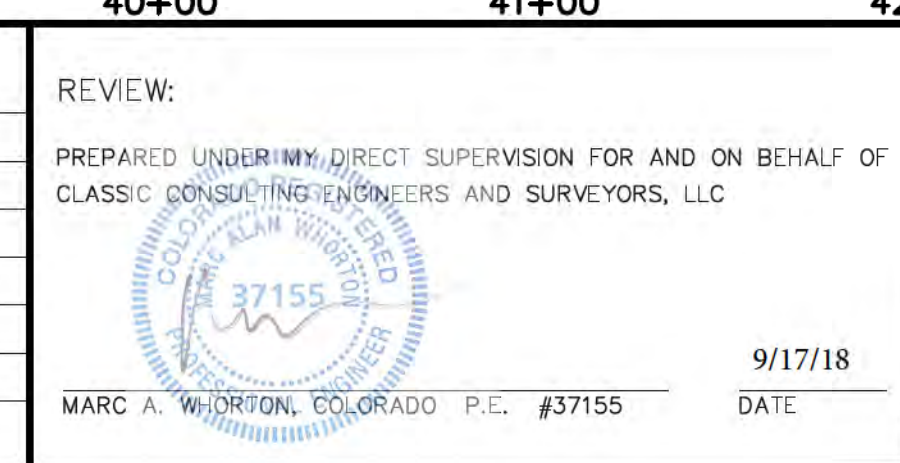 40+00 41+00
REVIEW:
PREPARED UNDER MY DIRECT SUPERVISION FOR AND ON BEHALF OF
CLASSIC CONSULTING ENGINEERS AND SURVEYORS, LLC
COLORADO REGISTERED
MARC ALAN WHORTON
37155
PROFESSIONAL ENGINEER
9/17/18
MARC A. WHORTON, COLORADO P.E. #37155 DATE